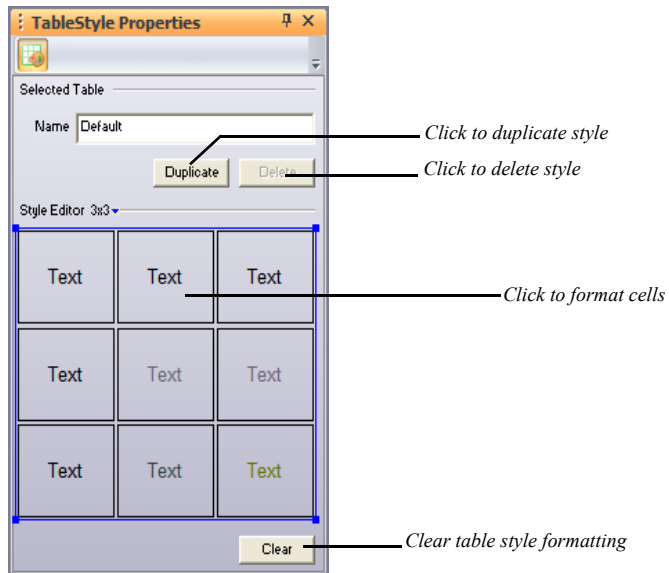 TableStyle Properties
Selected Table
Name Default
Click to duplicate style
Duplicate
Delete
Click to delete style
Style Editor 3x3
Text Text Text
Click to format cells
Text Text Text
Text Text Text
Clear
Clear table style formatting